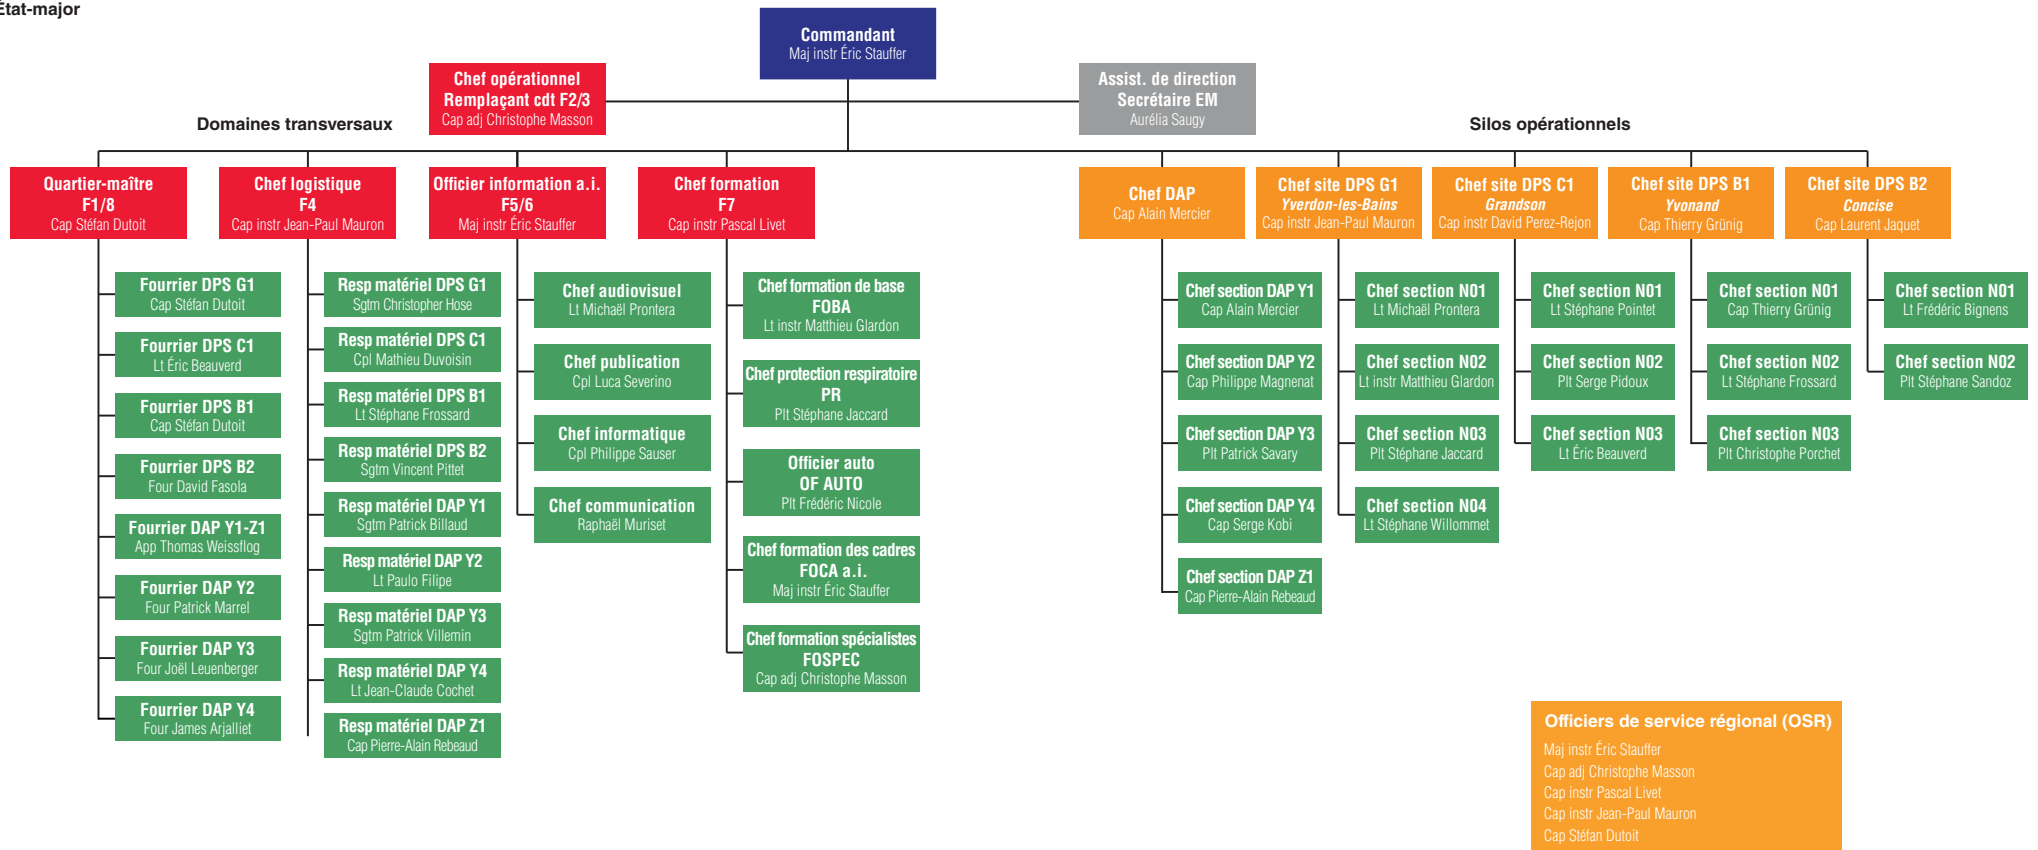 État-major
Commandant
Maj instr Éric Stauffer
Chef opérationnel
Remplaçant cdt F2/3
Cap adj Christophe Masson
Assist. de direction
Secrétaire EM
Aurélia Saugy
Domaines transversaux
Silos opérationnels
Quartier-maître
F1/8
Cap Stéfan Dutoit
Chef logistique
F4
Cap instr Jean-Paul Mauron
Officier information a.i.
F5/6
Maj instr Éric Stauffer
Chef formation
F7
Cap instr Pascal Livet
Chef DAP
Cap Alain Mercier
Chef site DPS G1
Yverdon-les-Bains
Cap instr Jean-Paul Mauron
Chef site DPS C1
Grandson
Cap instr David Perez-Rejon
Chef site DPS B1
Yvonand
Cap Thierry Grünig
Chef site DPS B2
Concise
Cap Laurent Jaquet
Fourrier DPS G1
Cap Stéfan Dutoit
Fourrier DPS C1
Lt Éric Beauverd
Fourrier DPS B1
Cap Stéfan Dutoit
Fourrier DPS B2
Four David Fasola
Fourrier DAP Y1-Z1
App Thomas Weissflog
Fourrier DAP Y2
Four Patrick Marrel
Fourrier DAP Y3
Four Joël Leuenberger
Fourrier DAP Y4
Four James Arjalliet
Resp matériel DPS G1
Sgtm Christopher Hose
Resp matériel DPS C1
Cpl Mathieu Duvoisin
Resp matériel DPS B1
Lt Stéphane Frossard
Resp matériel DPS B2
Sgtm Vincent Pittet
Resp matériel DAP Y1
Sgtm Patrick Billaud
Resp matériel DAP Y2
Lt Paulo Filipe
Resp matériel DAP Y3
Sgtm Patrick Villemin
Resp matériel DAP Y4
Lt Jean-Claude Cochet
Resp matériel DAP Z1
Cap Pierre-Alain Rebeaud
Chef audiovisuel
Lt Michaël Prontera
Chef publication
Cpl Luca Severino
Chef informatique
Cpl Philippe Sauser
Chef communication
Raphaël Muriset
Chef formation de base
FOBA
Lt instr Matthieu Glardon
Chef protection respiratoire
PR
Plt Stéphane Jaccard
Officier auto
OF AUTO
Plt Frédéric Nicole
Chef formation des cadres
FOCA a.i.
Maj instr Éric Stauffer
Chef formation spécialistes
FOSPEC
Cap adj Christophe Masson
Chef section DAP Y1
Cap Alain Mercier
Chef section DAP Y2
Cap Philippe Magnenat
Chef section DAP Y3
Plt Patrick Savary
Chef section DAP Y4
Cap Serge Kobi
Chef section DAP Z1
Cap Pierre-Alain Rebeaud
Chef section N01
Lt Michaël Prontera
Chef section N02
Lt instr Matthieu Glardon
Chef section N03
Plt Stéphane Jaccard
Chef section N04
Lt Stéphane Willommet
Chef section N01
Lt Stéphane Pointet
Chef section N02
Plt Serge Pidoux
Chef section N03
Lt Éric Beauverd
Chef section N01
Cap Thierry Grünig
Chef section N02
Lt Stéphane Frossard
Chef section N03
Plt Christophe Porchet
Chef section N01
Lt Frédéric Bignens
Chef section N02
Plt Stéphane Sandoz
Officiers de service régional (OSR)
Maj instr Éric Stauffer
Cap adj Christophe Masson
Cap instr Pascal Livet
Cap instr Jean-Paul Mauron
Cap Stéfan Dutoit